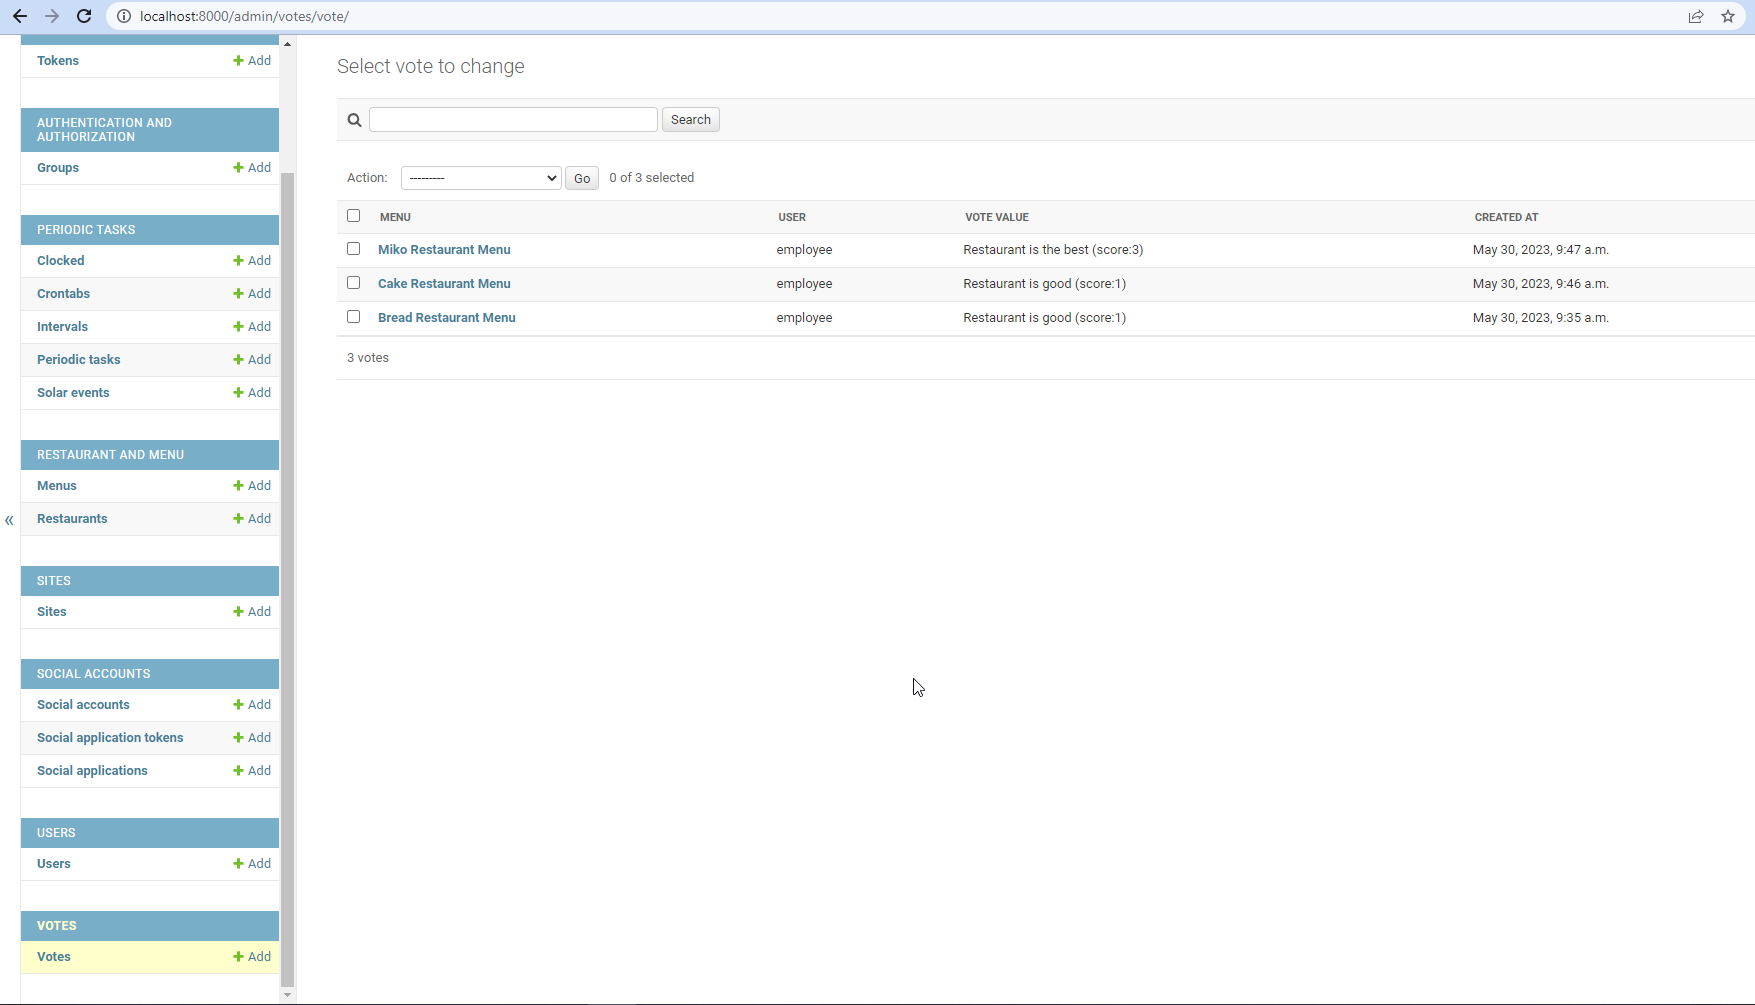 localhost:8000/admin/votes/vote/
Tokens + Add
AUTHENTICATION AND
AUTHORIZATION
Groups + Add
PERIODIC TASKS
Clocked + Add
Crontabs + Add
Intervals + Add
Periodic tasks + Add
Solar events + Add
RESTAURANT AND MENU
Menus + Add
Restaurants + Add
«
SITES
Sites + Add
SOCIAL ACCOUNTS
Social accounts + Add
Social application tokens + Add
Social applications + Add
USERS
Users + Add
VOTES
Votes + Add
Select vote to change
Search
Action: --------- Go 0 of 3 selected
MENU USER VOTE VALUE CREATED AT
Miko Restaurant Menu employee Restaurant is the best (score:3) May 30, 2023, 9:47 a.m.
Cake Restaurant Menu employee Restaurant is good (score:1) May 30, 2023, 9:46 a.m.
Bread Restaurant Menu employee Restaurant is good (score:1) May 30, 2023, 9:35 a.m.
3 votes